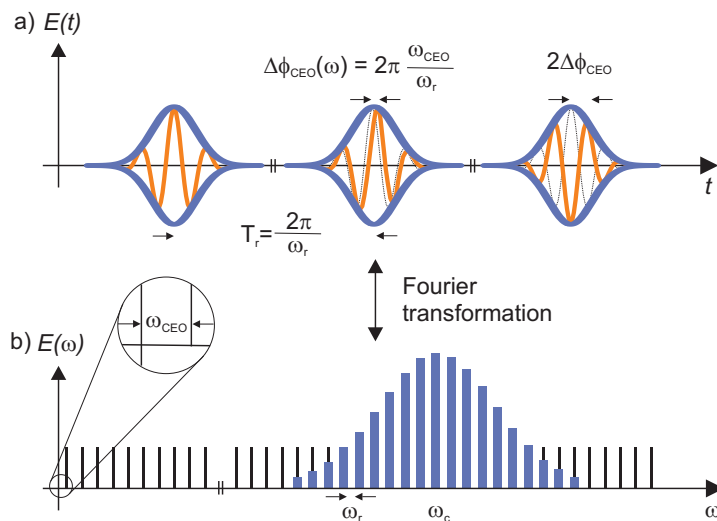 a) E(t)
Δϕ_CEO(ω) = 2π ω_CEO/ω_r
2Δϕ_CEO
t
T_r= 2π/ω_r
Fourier
transformation
ω_CEO
b) E(ω)
ω_r
ω_c
ω